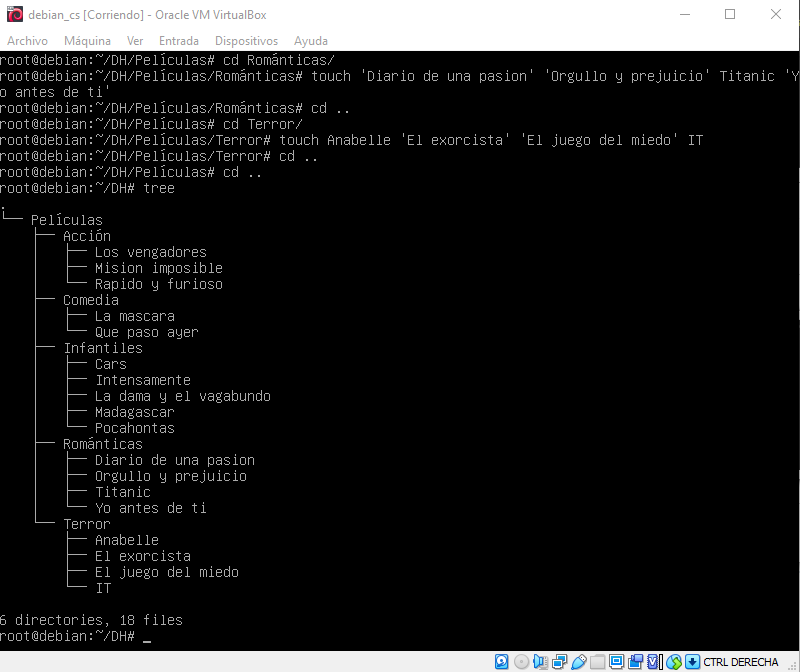 debian_cs [Corriendo] - Oracle VM VirtualBox
Archivo Máquina Ver Entrada Dispositivos Ayuda
root@debian:~/DH/Películas# cd Románticas/
root@debian:~/DH/Películas/Románticas# touch 'Diario de una pasion' 'Orgullo y prejuicio' Titanic 'Y
o antes de ti'
root@debian:~/DH/Películas/Románticas# cd ..
root@debian:~/DH/Películas# cd Terror/
root@debian:~/DH/Películas/Terror# touch Anabelle 'El exorcista' 'El juego del miedo' IT
root@debian:~/DH/Películas/Terror# cd ..
root@debian:~/DH/Películas# cd ..
root@debian:~/DH# tree
.
└── Películas
    ├── Acción
    │   ├── Los vengadores
    │   ├── Mision imposible
    │   └── Rapido y furioso
    ├── Comedia
    │   ├── La mascara
    │   └── Que paso ayer
    ├── Infantiles
    │   ├── Cars
    │   ├── Intensamente
    │   ├── La dama y el vagabundo
    │   ├── Madagascar
    │   └── Pocahontas
    ├── Románticas
    │   ├── Diario de una pasion
    │   ├── Orgullo y prejuicio
    │   ├── Titanic
    │   └── Yo antes de ti
    └── Terror
        ├── Anabelle
        ├── El exorcista
        ├── El juego del miedo
        └── IT
6 directories, 18 files
root@debian:~/DH# _
CTRL DERECHA